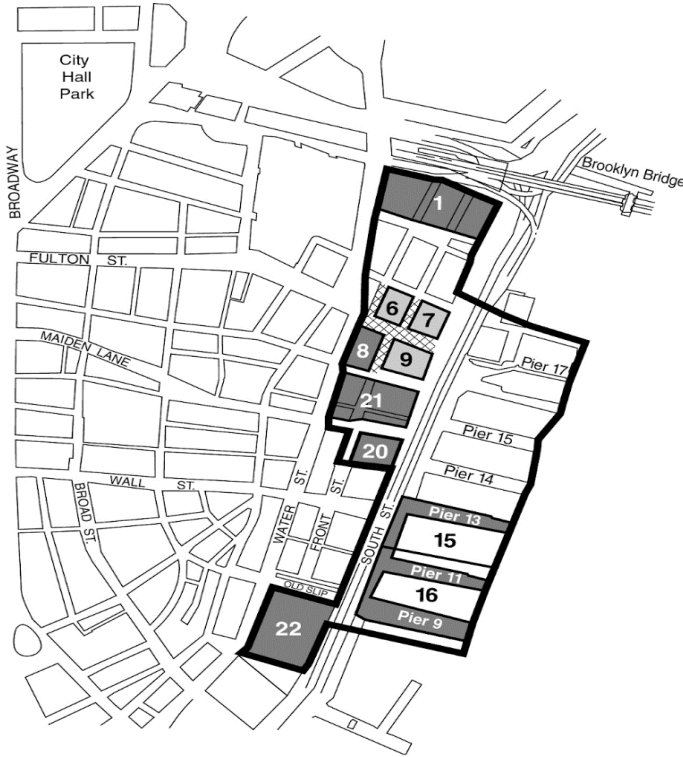 City
Hall
Park
BROADWAY
Brooklyn Bridge
1
FULTON ST.
6
7
MAIDEN LANE
8
9
Pier 17
21
Pier 15
20
Pier 14
WALL ST.
BROAD ST.
WATER ST.
FRONT ST.
SOUTH ST.
Pier 13
15
Pier 11
16
OLD SLIP
Pier 9
22